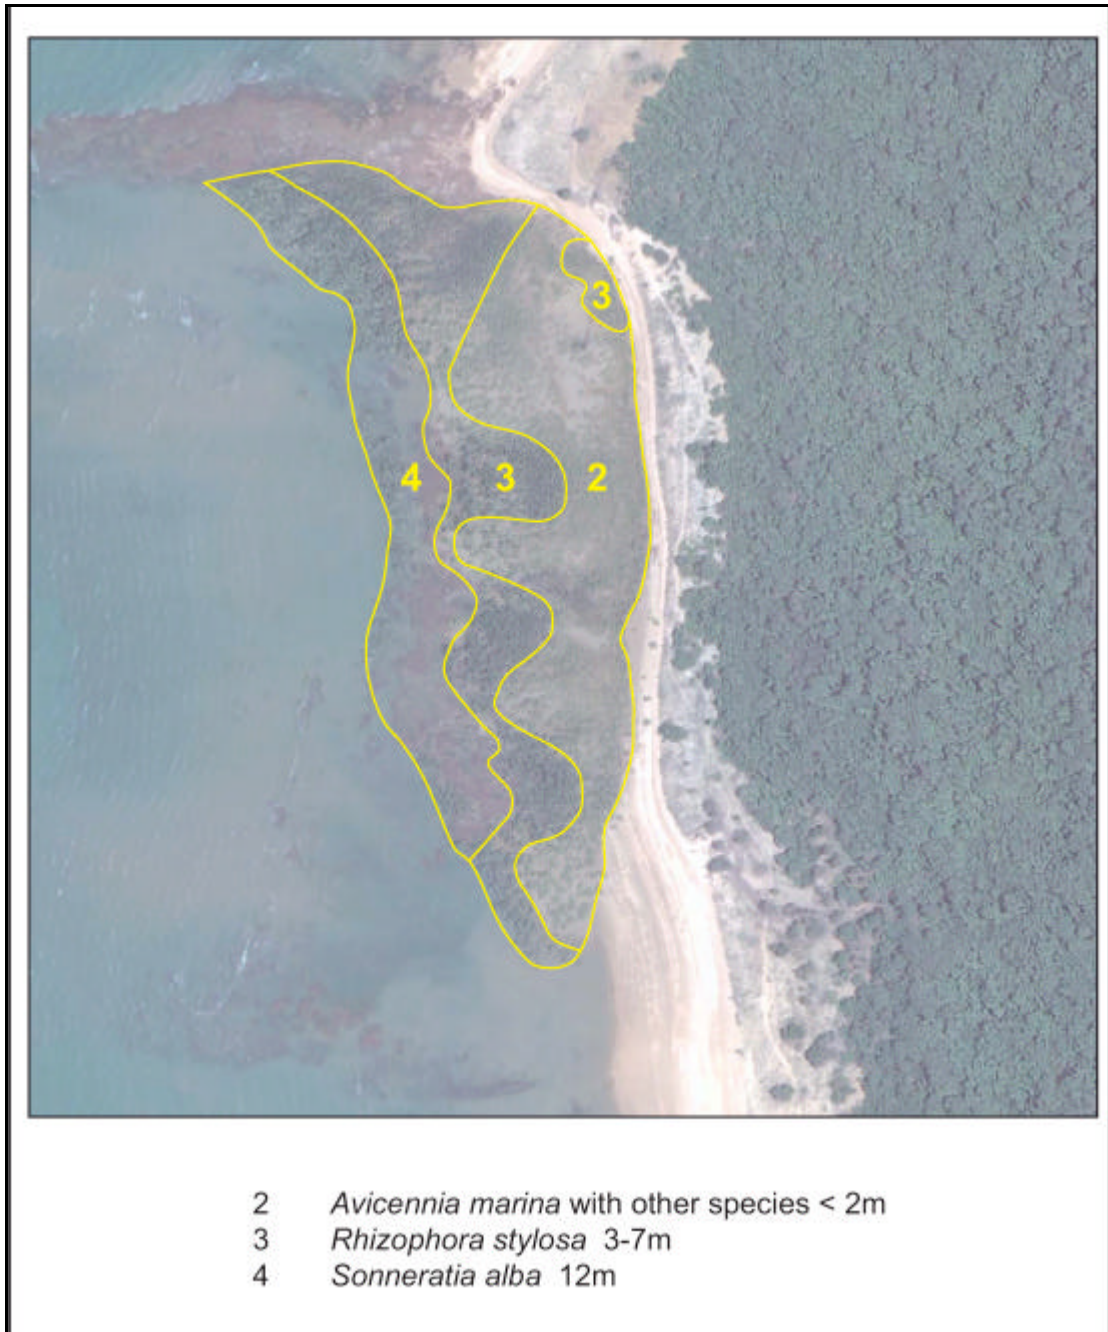 3
4 3 2
2 Avicennia marina with other species < 2m
3 Rhizophora stylosa 3-7m
4 Sonneratia alba 12m